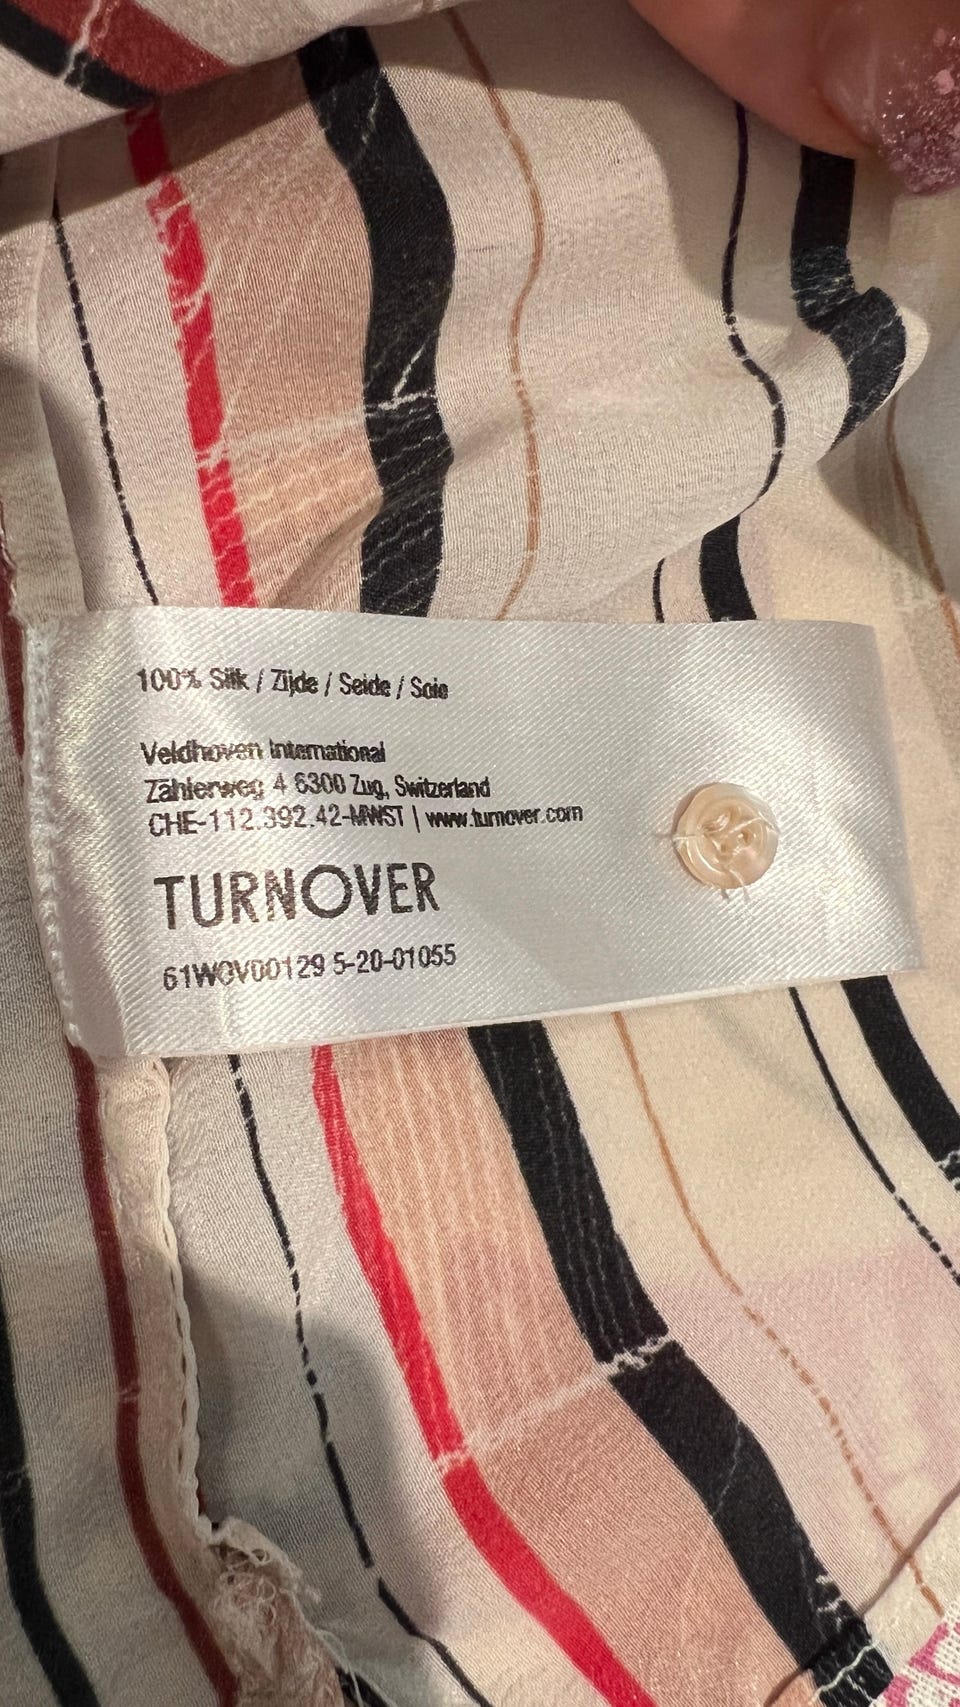 100% Silk / Zijde / Seide / Soie
Veldhoven International
Zählerweg 4 6300 Zug, Switzerland
CHE-112.392.42-MWST | www.turnover.com
TURNOVER
61WOV00129 5-20-01055